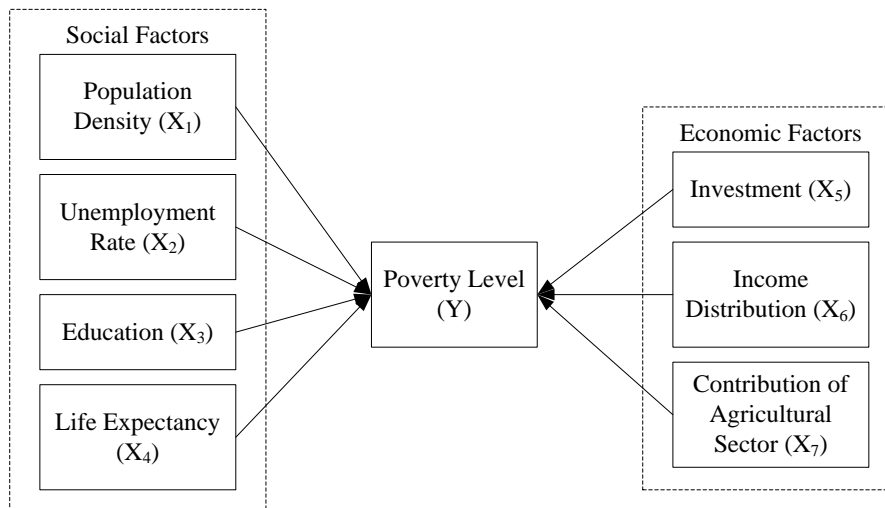 Social Factors
Population
Density (X₁)
Unemployment
Rate (X₂)
Education (X₃)
Life Expectancy
(X₄)
Poverty Level
(Y)
Economic Factors
Investment (X₅)
Income
Distribution (X₆)
Contribution of
Agricultural
Sector (X₇)